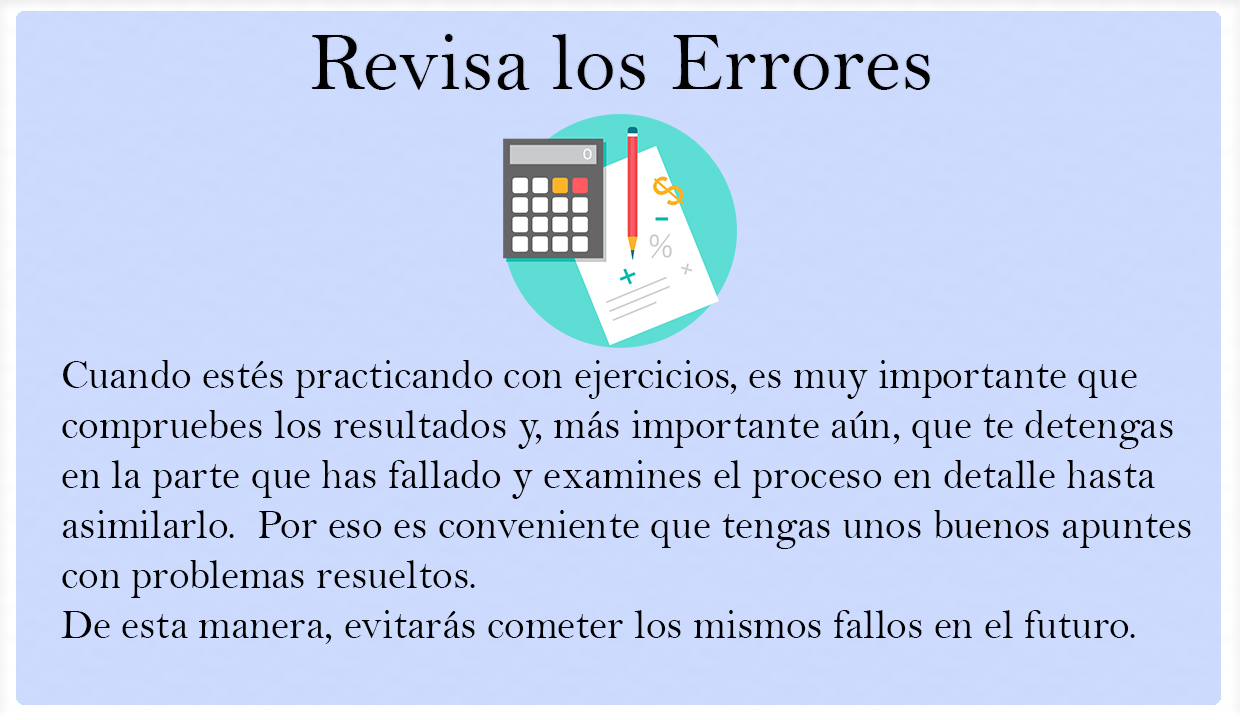 Revisa los Errores
0
$
-
%
+
×
Cuando estés practicando con ejercicios, es muy importante que
compruebes los resultados y, más importante aún, que te detengas
en la parte que has fallado y examines el proceso en detalle hasta
asimilarlo.  Por eso es conveniente que tengas unos buenos apuntes
con problemas resueltos.
De esta manera, evitarás cometer los mismos fallos en el futuro.